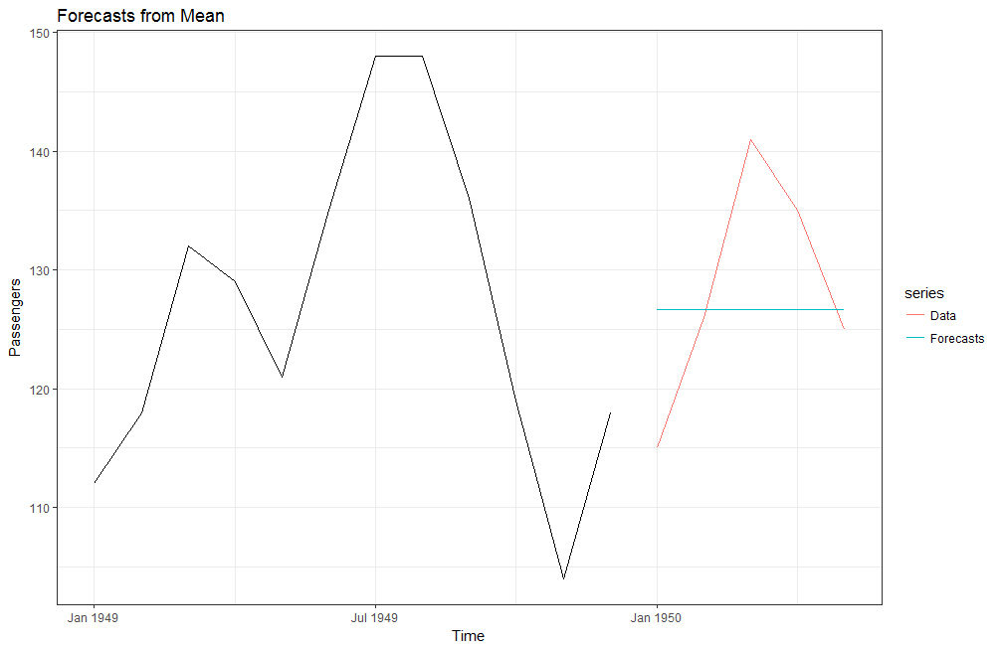 Forecasts from Mean
150
140
130
120
110
Passengers
Jan 1949
Jul 1949
Jan 1950
Time
series
Data
Forecasts